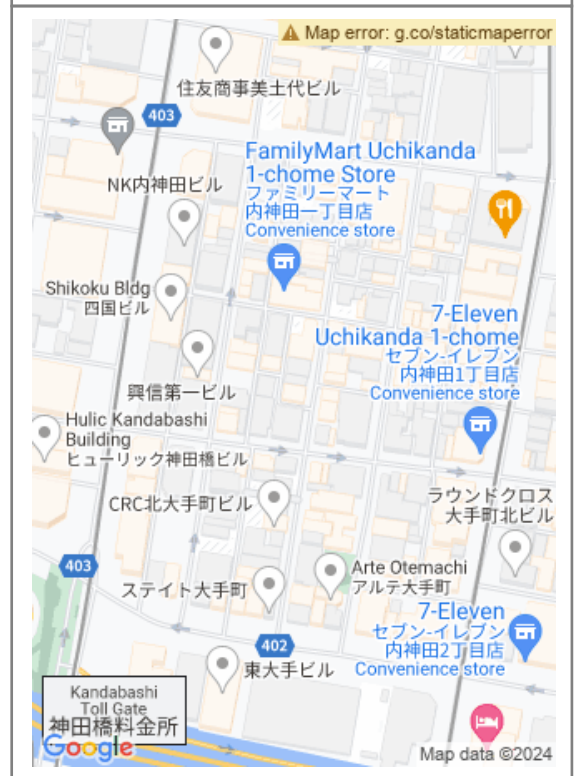 Map error: g.co/staticmaperror
住友商事美土代ビル
403
FamilyMart Uchikanda
1-chome Store
ファミリーマート
内神田一丁目店
Convenience store
NK内神田ビル
Shikoku Bldg
四国ビル
7-Eleven
Uchikanda 1-chome
セブン-イレブン
内神田1丁目店
Convenience store
興信第一ビル
Hulic Kandabashi
Building
ヒューリック神田橋ビル
CRC北大手町ビル
ラウンドクロス
大手町北ビル
403
Arte Otemachi
アルテ大手町
ステイト大手町
7-Eleven
セブン-イレブン
内神田2丁目店
Convenience store
402
東大手ビル
Kandabashi
Toll Gate
神田橋料金所
Google
Map data ©2024